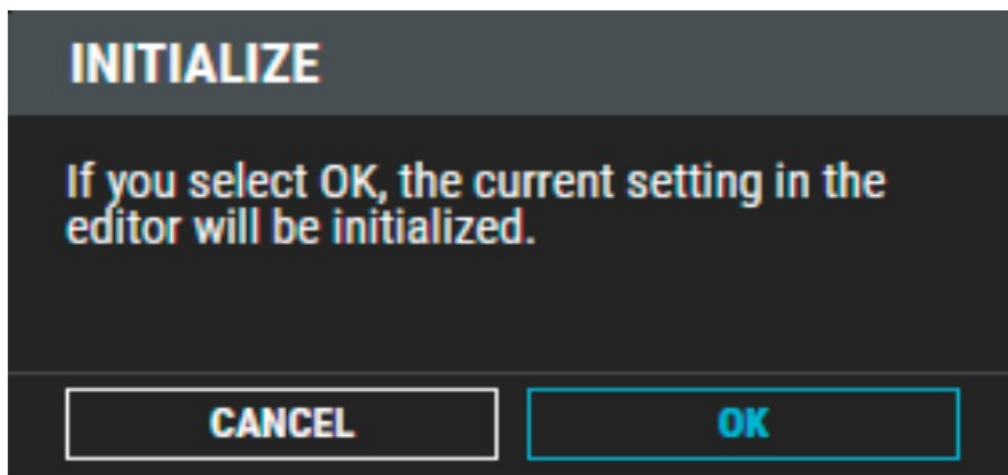 INITIALIZE
If you select OK, the current setting in the
editor will be initialized.
CANCEL
OK